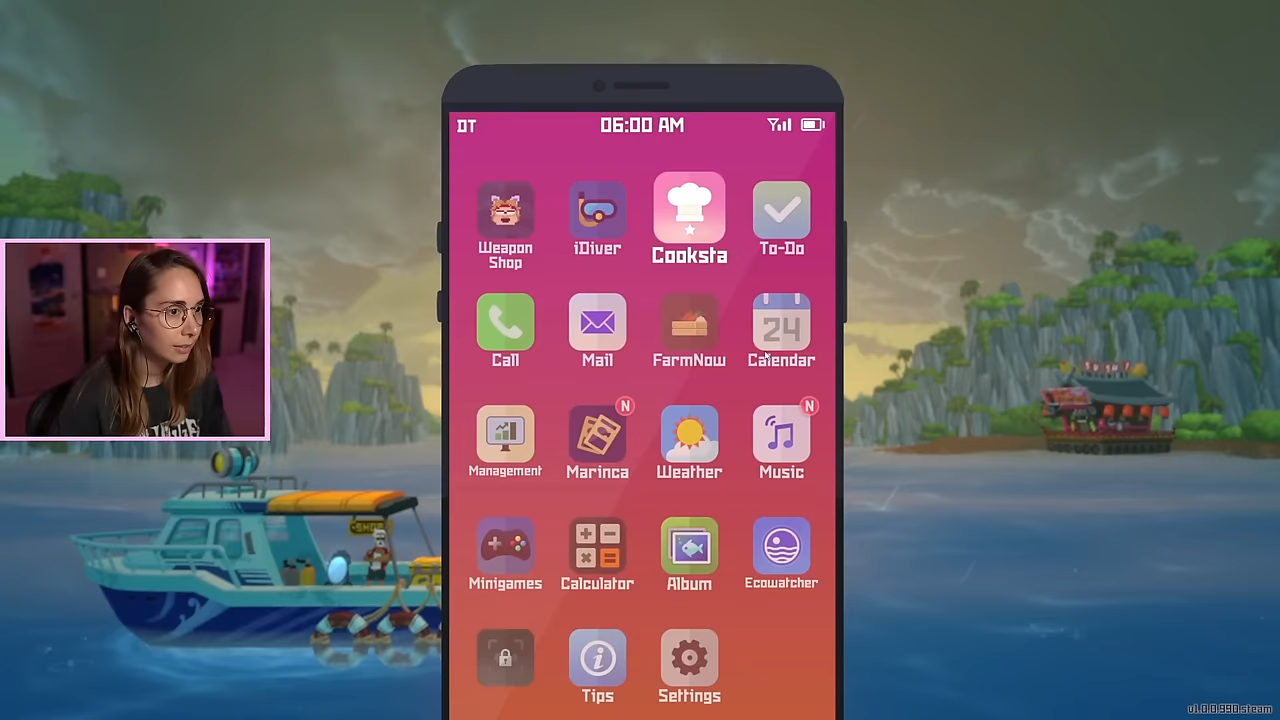 DT
06:00 AM
Weapon
Shop
iDiver
Cooksta
To-Do
Call
Mail
FarmNow
24
Calendar
N
N
Management
Marinca
Weather
Music
Minigames
Calculator
Album
Ecowatcher
Tips
Settings
SHOP
v1.0.0.990.steam